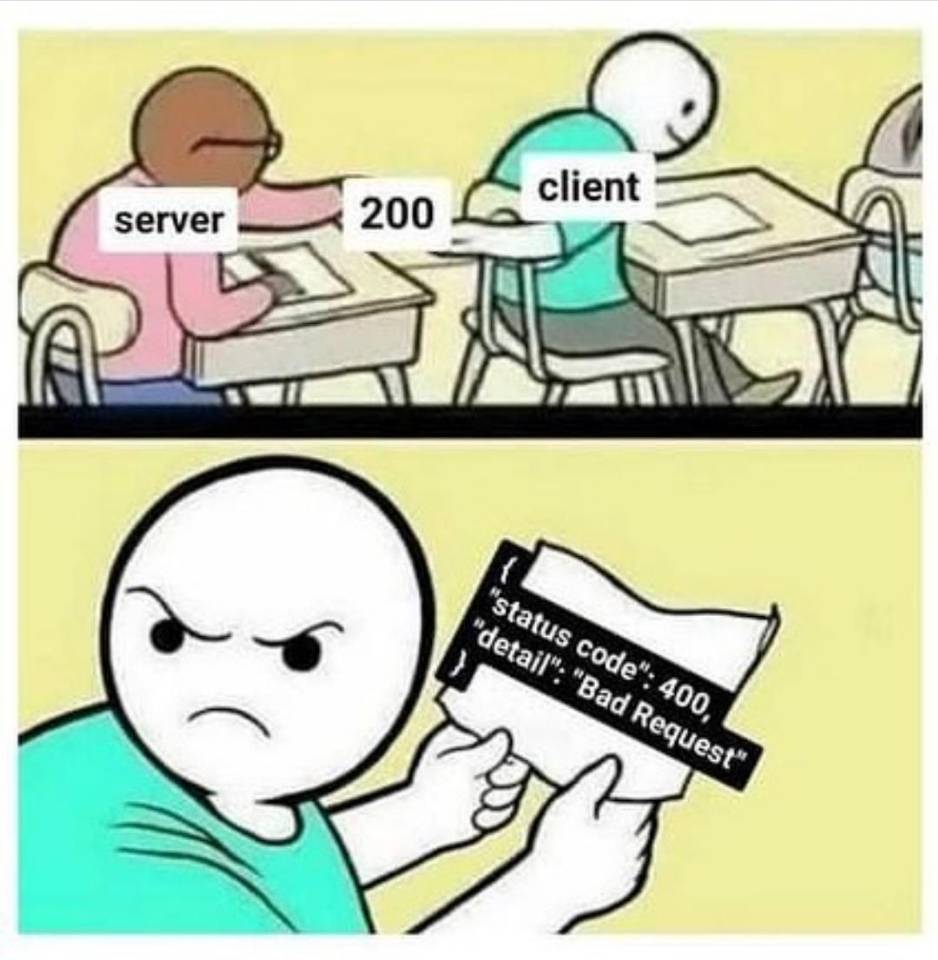 server
200
client
{
"status code": 400,
"detail": "Bad Request"
}